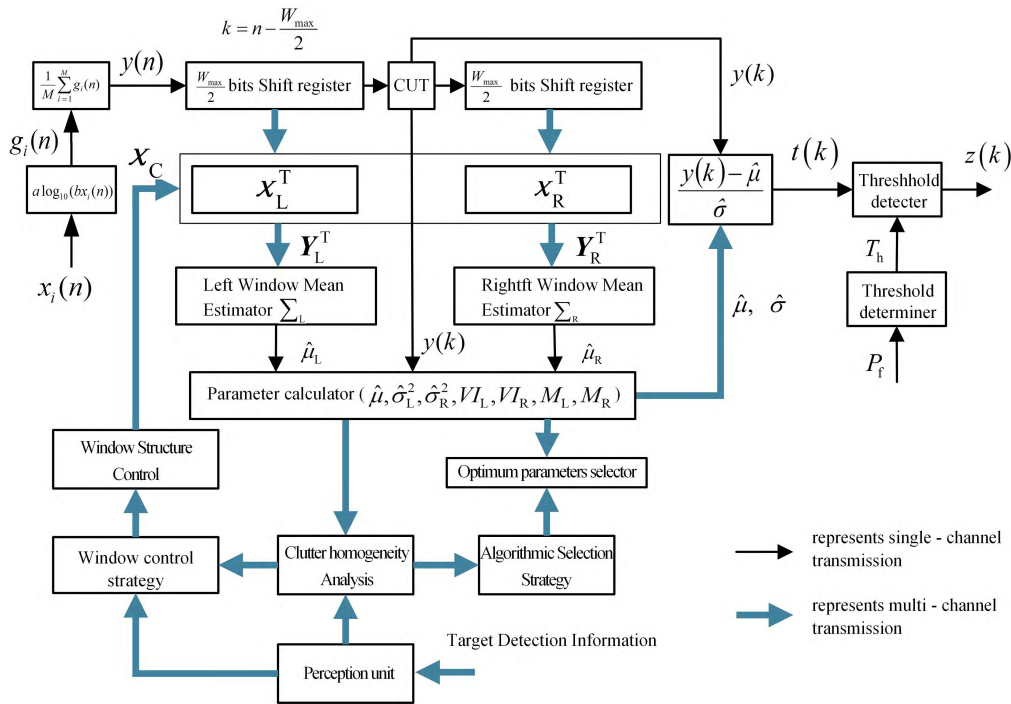 k = n − W_max/2
y(n)
1/M ∑_{i=1}^{M} g_i(n)
W_max/2 bits Shift register
CUT
W_max/2 bits Shift register
y(k)
g_i(n)
x_C
a log_10(bx_i(n))
x_L^T
x_R^T
(y(k) − μ̂)/σ̂
t(k)
Threshhold
detecter
z(k)
x_i(n)
Y_L^T
Y_R^T
T_h
Left Window Mean
Estimator ∑_L
Rightft Window Mean
Estimator ∑_R
μ̂, σ̂
Threshold
determiner
μ̂_L
y(k)
μ̂_R
P_f
Parameter calculator ( μ̂, σ̂_L^2, σ̂_R^2, VI_L, VI_R, M_L, M_R )
Window Structure
Control
Optimum parameters selector
Window control
strategy
Clutter homogeneity
Analysis
Algorithmic Selection
Strategy
represents single - channel
transmission
represents multi - channel
transmission
Target Detection Information
Perception unit